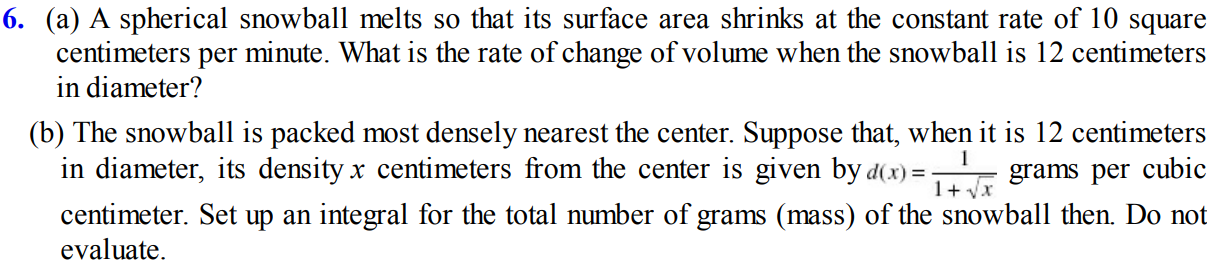 6. (a) A spherical snowball melts so that its surface area shrinks at the constant rate of 10 square
centimeters per minute. What is the rate of change of volume when the snowball is 12 centimeters
in diameter?
(b) The snowball is packed most densely nearest the center. Suppose that, when it is 12 centimeters
in diameter, its density x centimeters from the center is given by d(x) = 1/(1 + √x) grams per cubic
centimeter. Set up an integral for the total number of grams (mass) of the snowball then. Do not
evaluate.